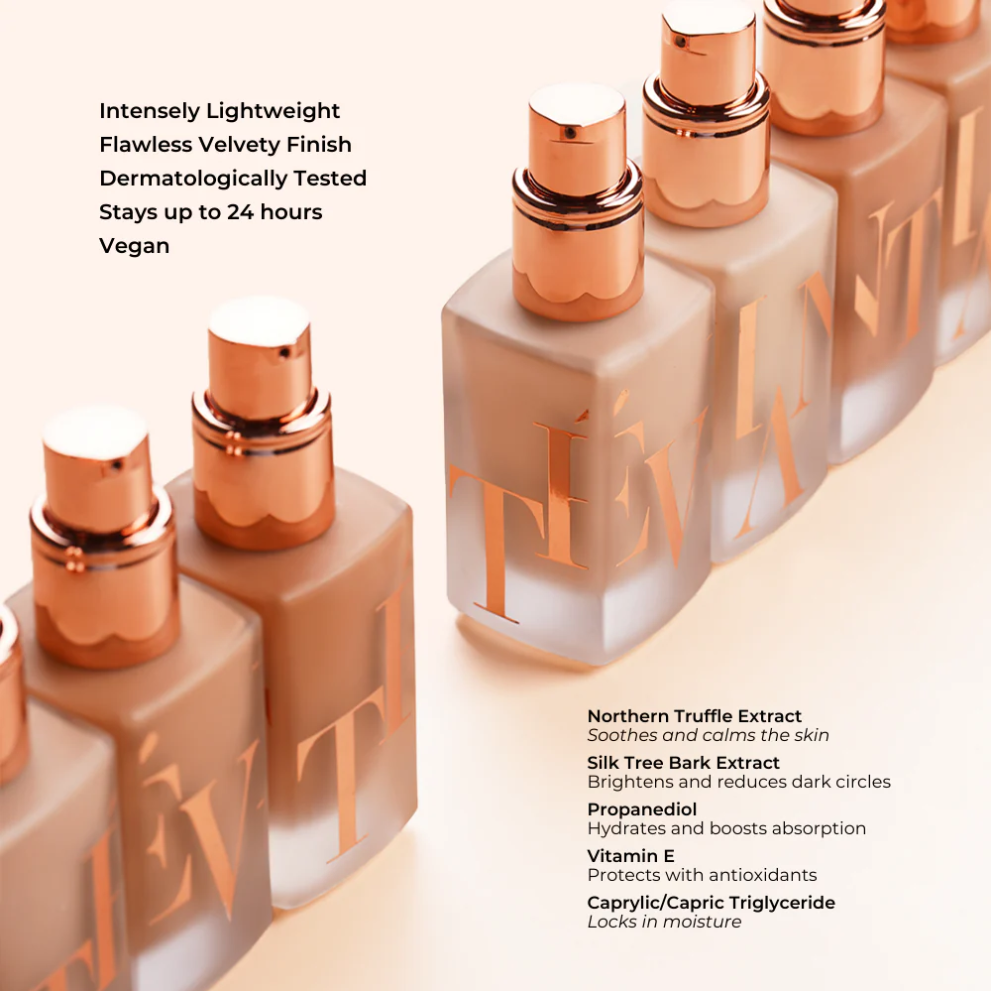 Intensely Lightweight
Flawless Velvety Finish
Dermatologically Tested
Stays up to 24 hours
Vegan
Northern Truffle Extract
Soothes and calms the skin
Silk Tree Bark Extract
Brightens and reduces dark circles
Propanediol
Hydrates and boosts absorption
Vitamin E
Protects with antioxidants
Caprylic/Capric Triglyceride
Locks in moisture